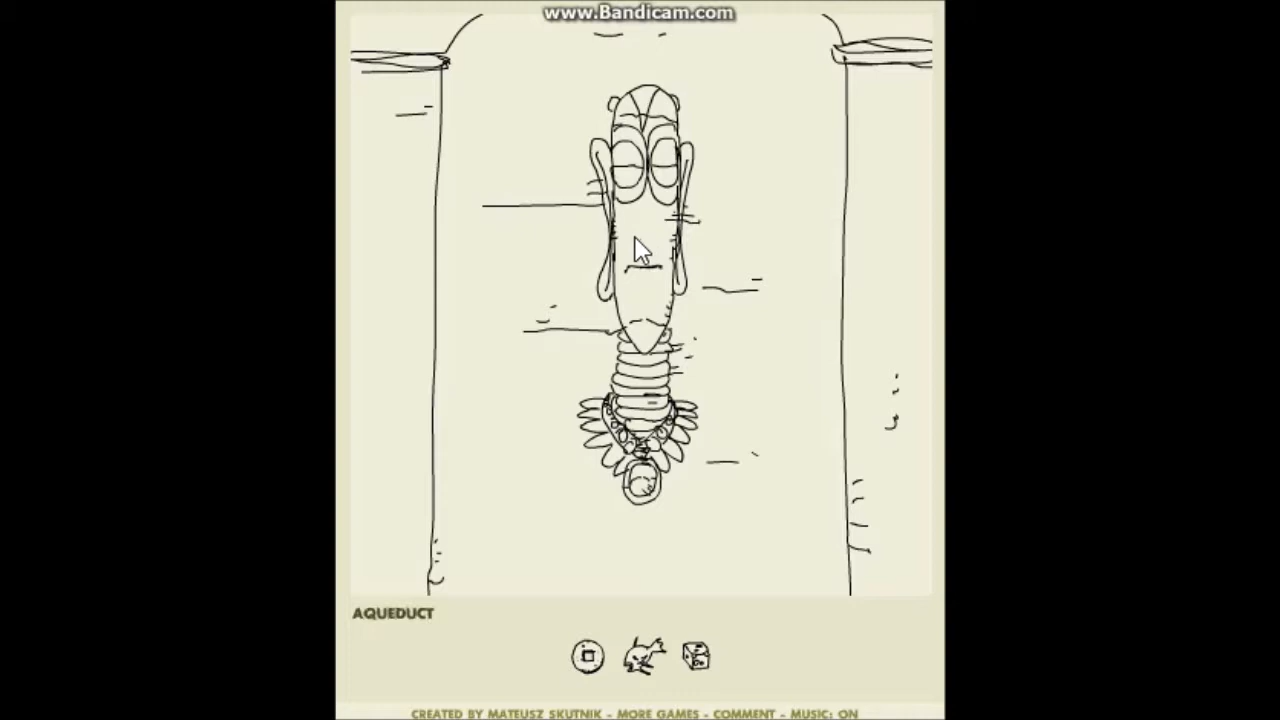 www.Bandicam.com
AQUEDUCT
CREATED BY MATEUSZ SKUTNIK - MORE GAMES - COMMENT - MUSIC: ON